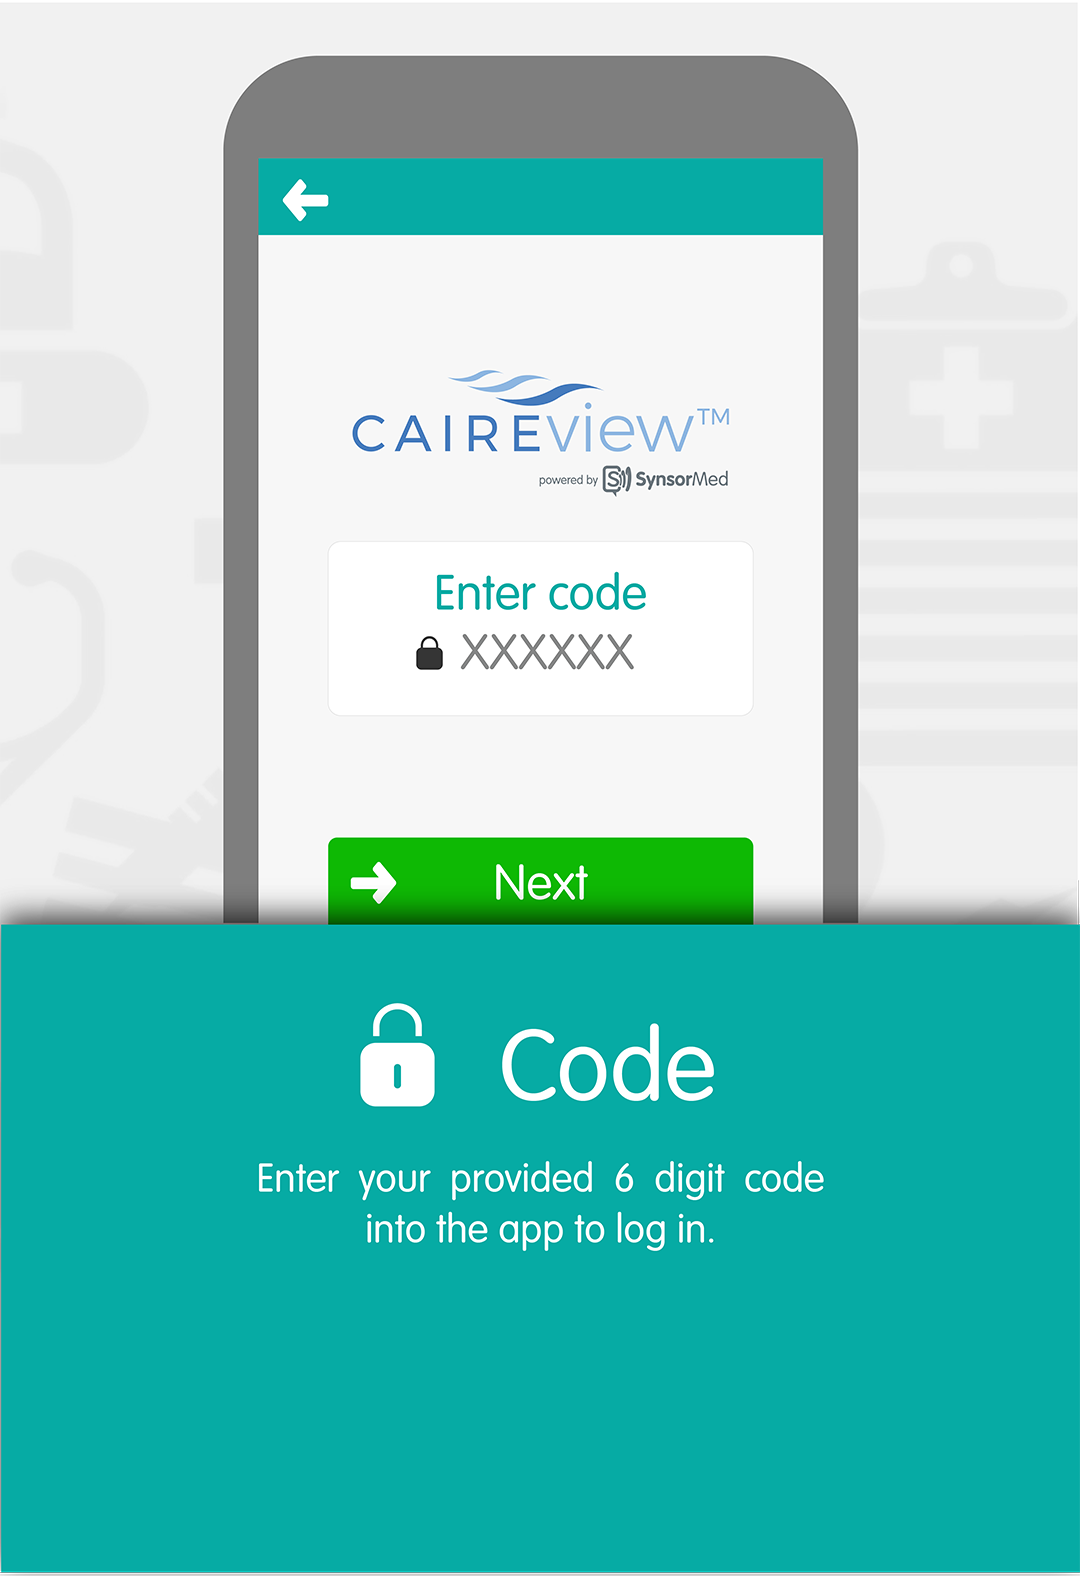 CAIREview™
powered by SynsorMed
Enter code
XXXXXX
Next
Code
Enter your provided 6 digit code
into the app to log in.